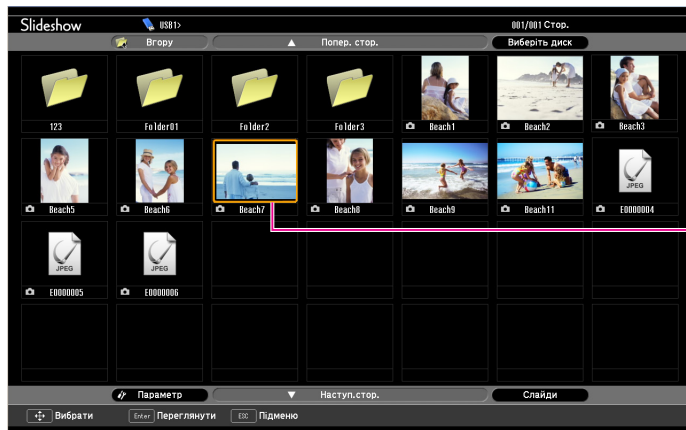 Slideshow USB1> 001/001 Стор.
Вгору ▲ Попер. стор. Виберіть диск
123 Folder01 Folder2 Folder3 Beach1 Beach2 Beach3
JPEG
Beach5 Beach6 Beach7 Beach8 Beach9 Beach11 E0000004
JPEG JPEG
E0000005 E0000006
Параметр ▼ Наступ.стор. Слайди
Вибрати Enter Переглянути ESC Підменю